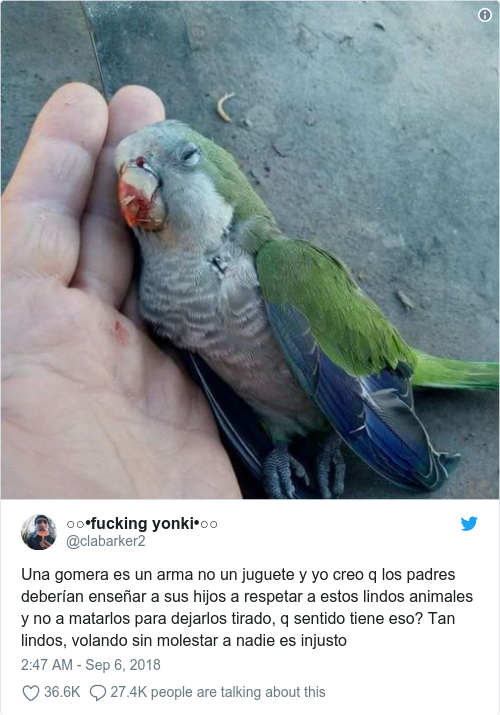 ○○•fucking yonki•○○
@clabarker2
Una gomera es un arma no un juguete y yo creo q los padres
deberían enseñar a sus hijos a respetar a estos lindos animales
y no a matarlos para dejarlos tirado, q sentido tiene eso? Tan
lindos, volando sin molestar a nadie es injusto
2:47 AM - Sep 6, 2018
36.6K 27.4K people are talking about this